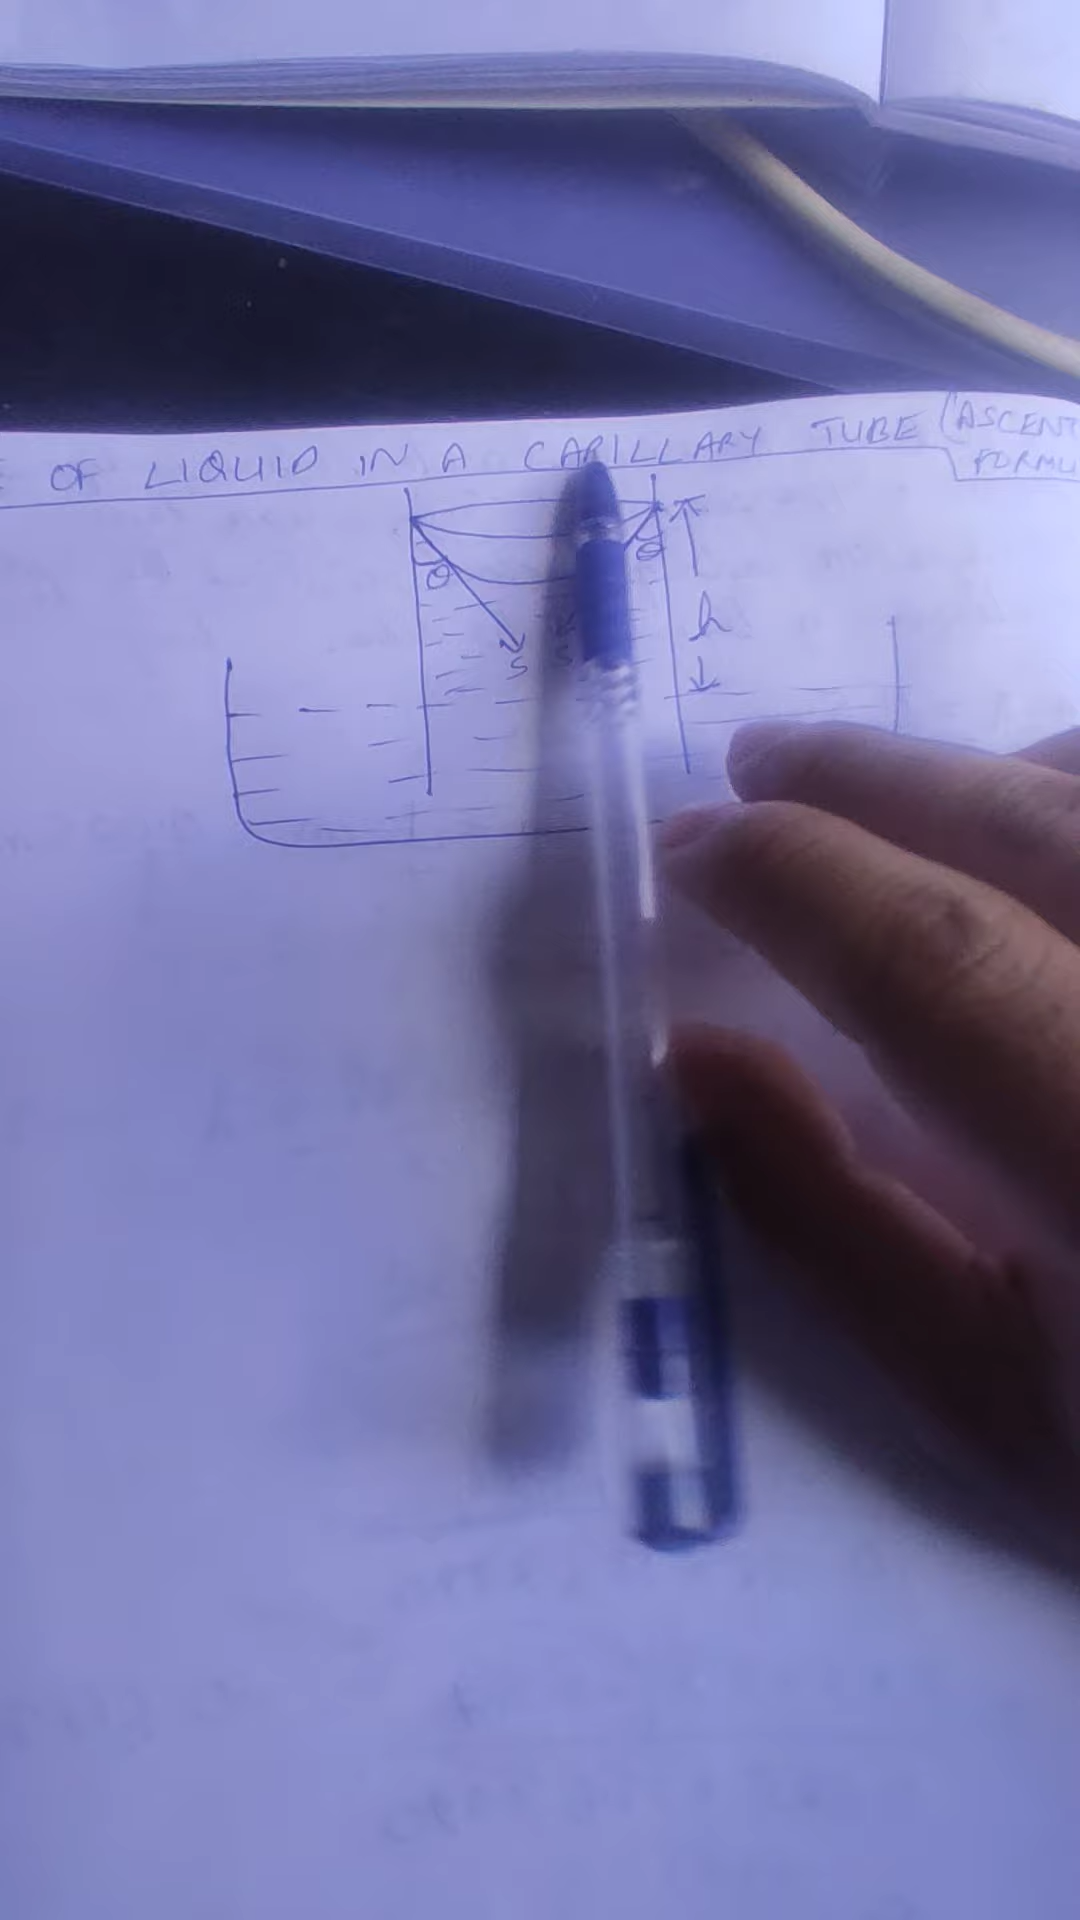 OF LIQUID IN A CAPILLARY TUBE (ASCENT
FORMU
θ
θ
h
S
S